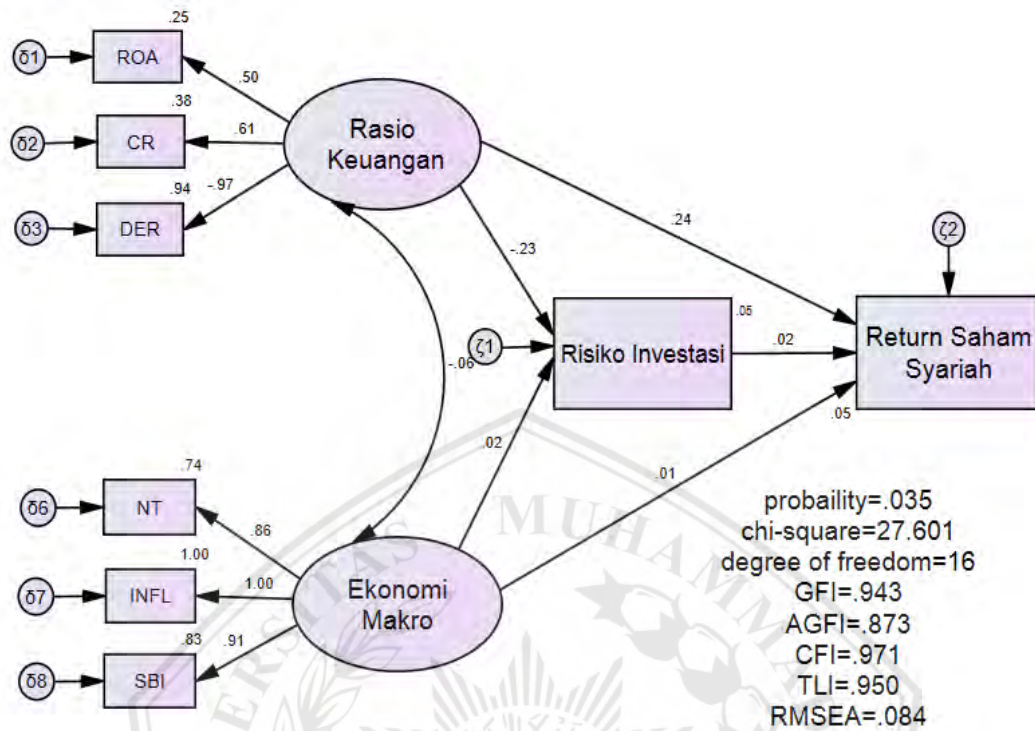 .25
δ1
ROA
.50
.38
δ2
CR
.61
Rasio
Keuangan
.94
-.97
δ3
DER
.24
ζ2
-.23
.05
ζ1
Risiko Investasi
.02
Return Saham
Syariah
-.06
.02
.05
.01
.74
δ6
NT
.86
1.00
1.00
δ7
INFL
Ekonomi
Makro
.83
.91
δ8
SBI
probaility=.035
chi-square=27.601
degree of freedom=16
GFI=.943
AGFI=.873
CFI=.971
TLI=.950
RMSEA=.084
ERSITAS MUHAMMA